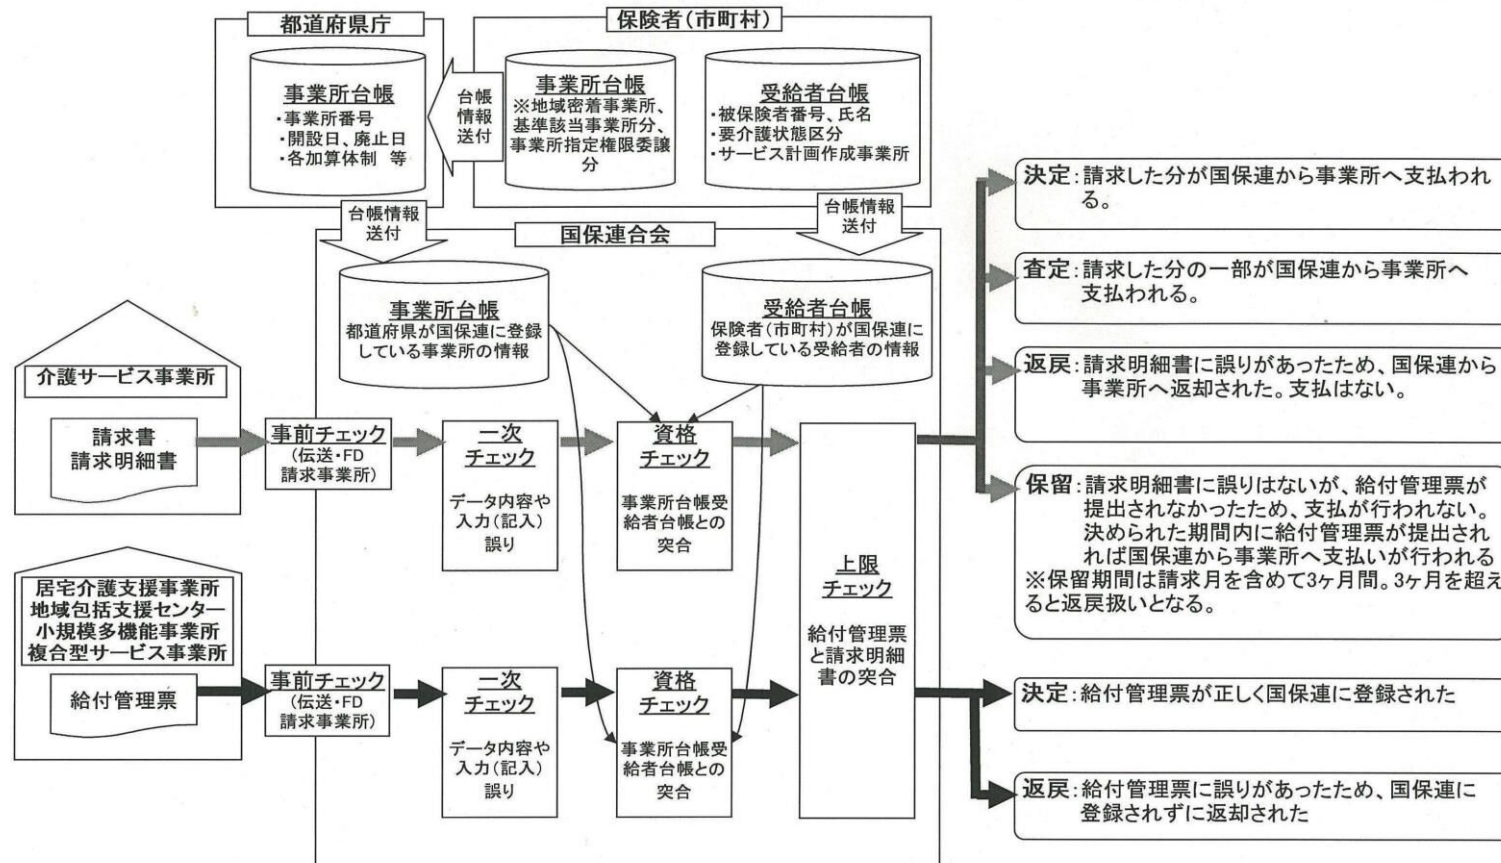 都道府県庁
事業所台帳
・事業所番号
・開設日、廃止日
・各加算体制 等
台帳
情報
送付
保険者(市町村)
事業所台帳
※地域密着事業所、
基準該当事業所分、
事業所指定権限委譲
分
受給者台帳
・被保険者番号、氏名
・要介護状態区分
・サービス計画作成事業所
台帳情報
送付
台帳情報
送付
国保連合会
事業所台帳
都道府県が国保連に登録
している事業所の情報
受給者台帳
保険者(市町村)が国保連に
登録している受給者の情報
介護サービス事業所
請求書
請求明細書
事前チェック
(伝送・FD
請求事業所)
一次
チェック
データ内容や
入力(記入)
誤り
資格
チェック
事業所台帳受
給者台帳との
突合
居宅介護支援事業所
地域包括支援センター
小規模多機能事業所
複合型サービス事業所
給付管理票
事前チェック
(伝送・FD
請求事業所)
一次
チェック
データ内容や
入力(記入)
誤り
資格
チェック
事業所台帳受
給者台帳との
突合
上限
チェック
給付管理票
と請求明細
書の突合
決定:請求した分が国保連から事業所へ支払われ
る。
査定:請求した分の一部が国保連から事業所へ
支払われる。
返戻:請求明細書に誤りがあったため、国保連から
事業所へ返却された。支払はない。
保留:請求明細書に誤りはないが、給付管理票が
提出されなかったため、支払が行われない。
決められた期間内に給付管理票が提出され
れば国保連から事業所へ支払いが行われる
※保留期間は請求月を含めて3ヶ月間。3ヶ月を超え
ると返戻扱いとなる。
決定:給付管理票が正しく国保連に登録された
返戻:給付管理票に誤りがあったため、国保連に
登録されずに返却された